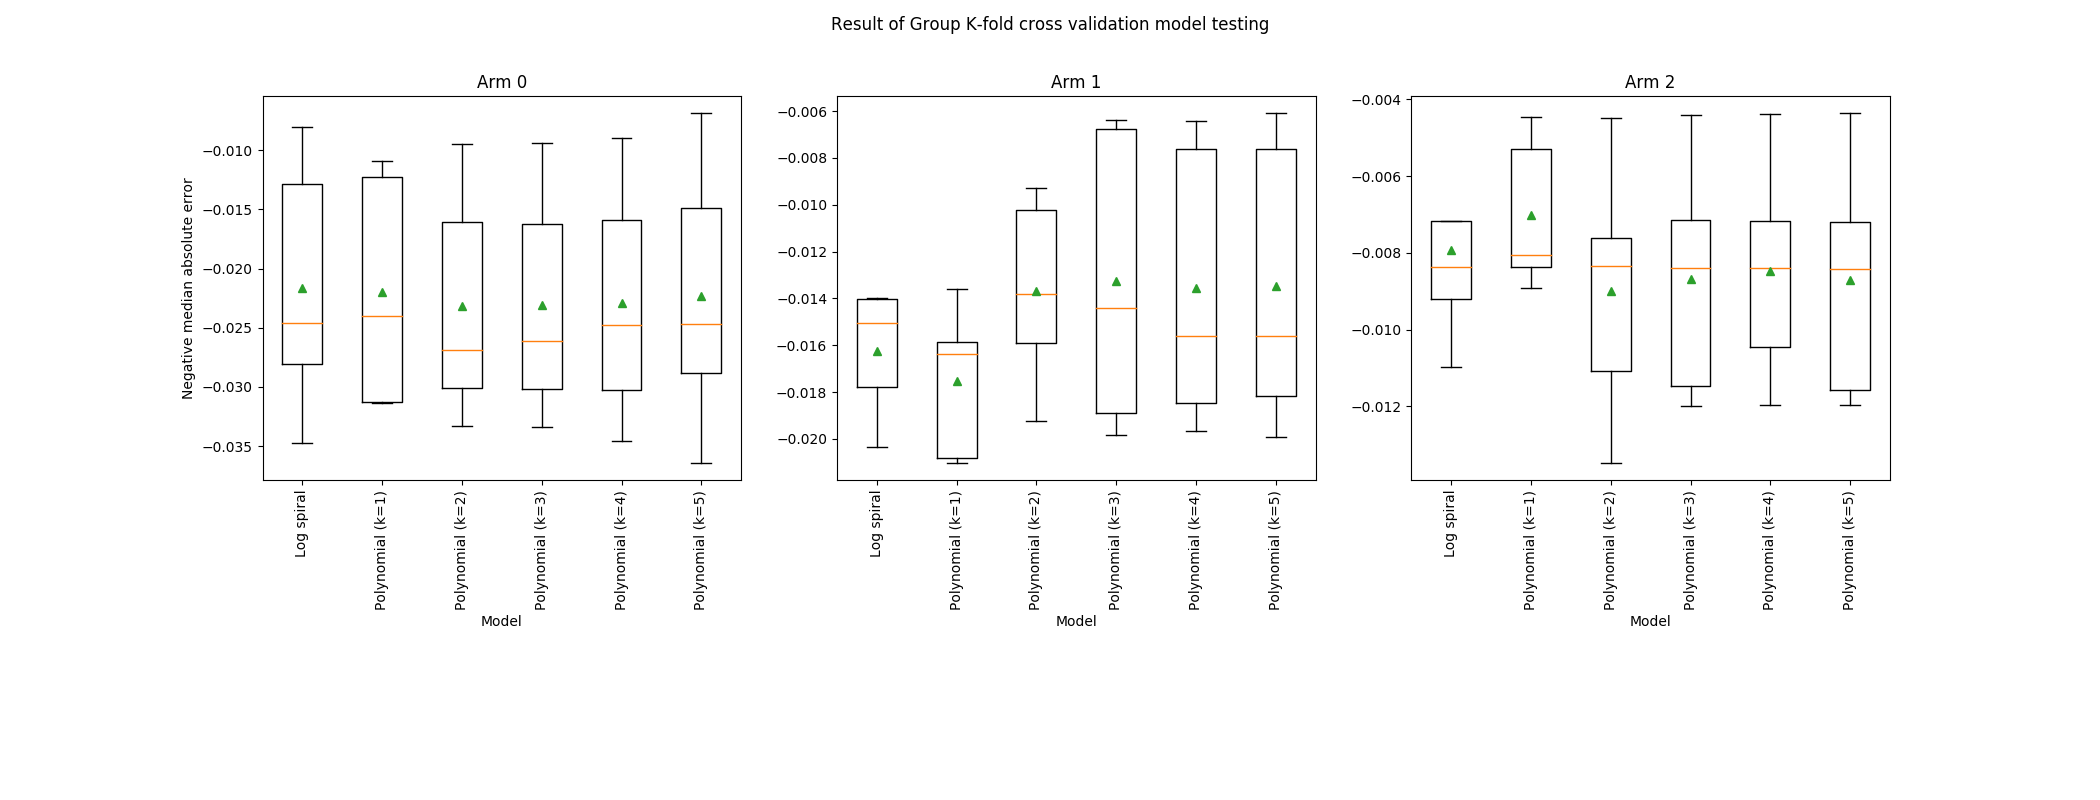 Result of Group K-fold cross validation model testing
Arm 0
Negative median absolute error
−0.010
−0.015
−0.020
−0.025
−0.030
−0.035
Log spiral
Polynomial (k=1)
Polynomial (k=2)
Polynomial (k=3)
Polynomial (k=4)
Polynomial (k=5)
Model
Arm 1
−0.006
−0.008
−0.010
−0.012
−0.014
−0.016
−0.018
−0.020
Log spiral
Polynomial (k=1)
Polynomial (k=2)
Polynomial (k=3)
Polynomial (k=4)
Polynomial (k=5)
Model
Arm 2
−0.004
−0.006
−0.008
−0.010
−0.012
Log spiral
Polynomial (k=1)
Polynomial (k=2)
Polynomial (k=3)
Polynomial (k=4)
Polynomial (k=5)
Model